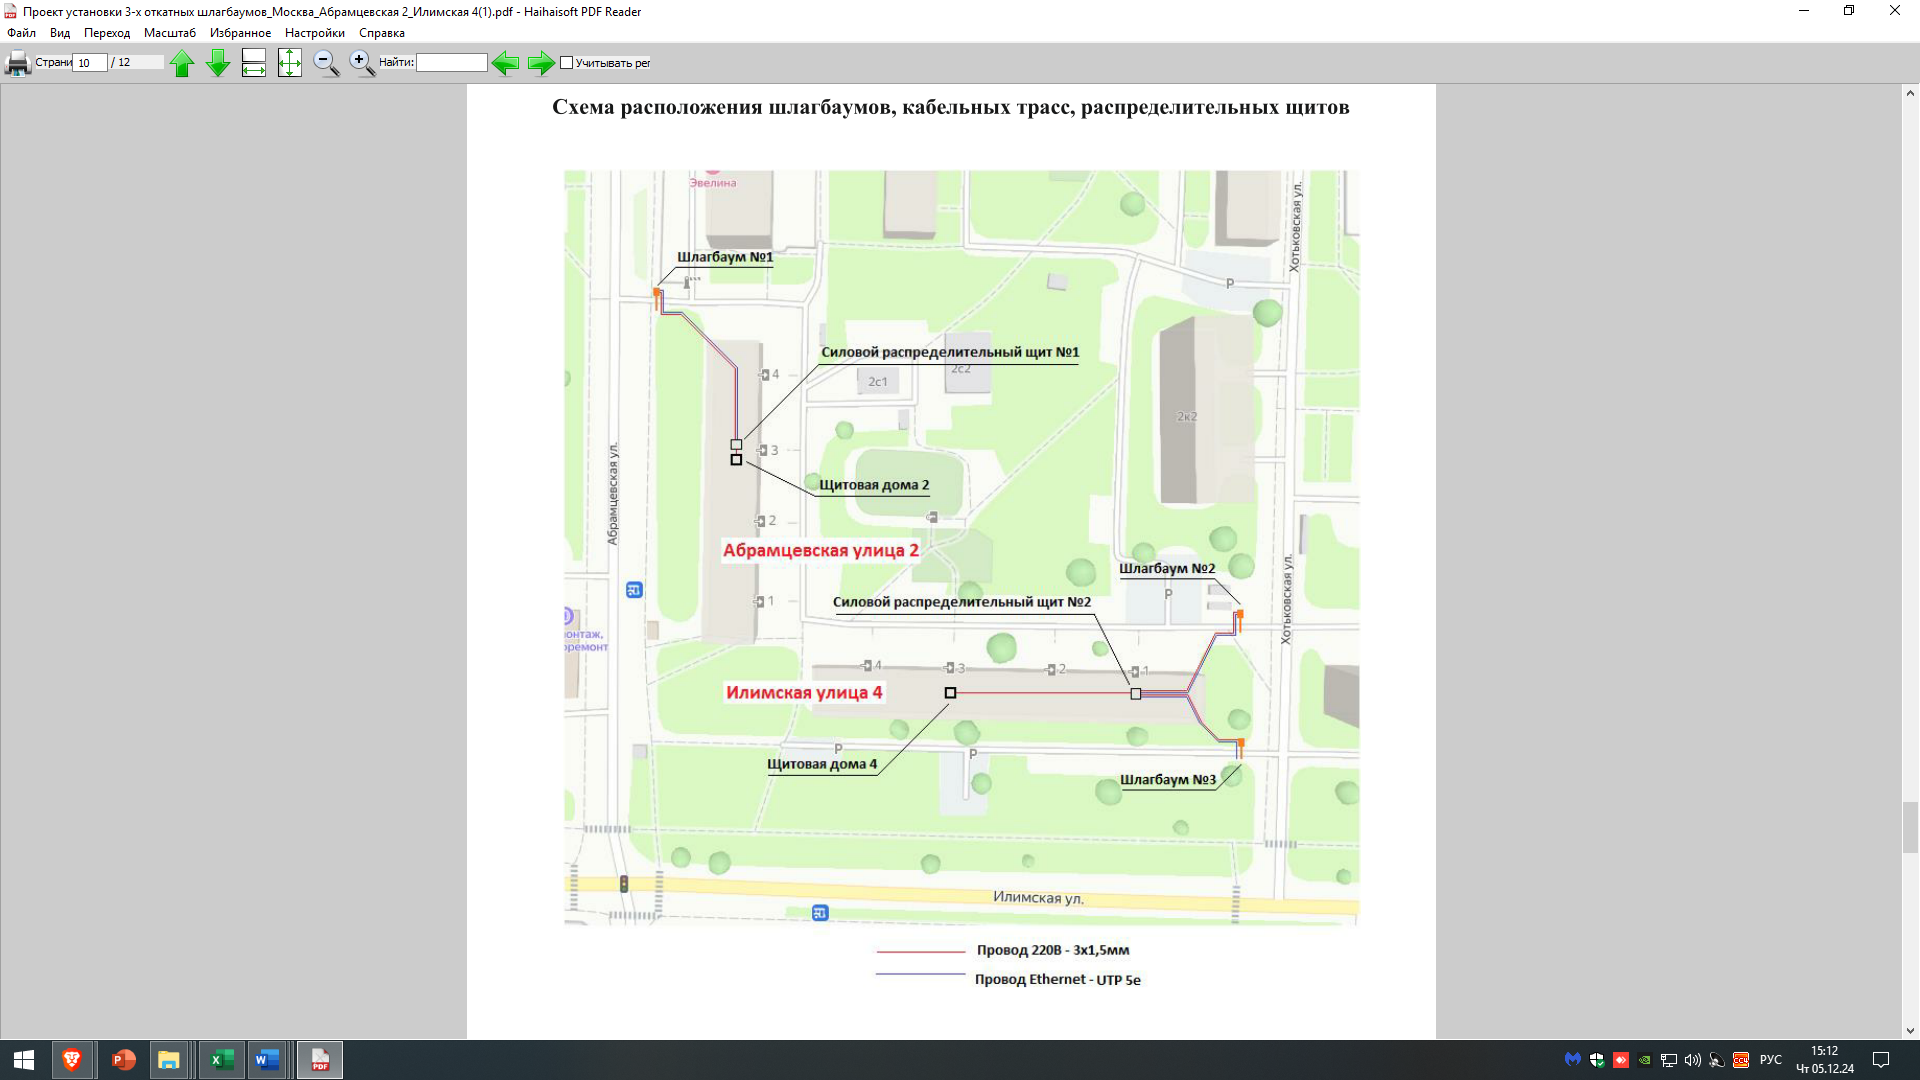 Проект установки 3-х откатных шлагбаумов_Москва_Абрамцевская 2_Илимская 4(1).pdf - Haihaisoft PDF Reader
Файл Вид Переход Масштаб Избранное Настройки Справка
Страни 10 / 12 Найти: Учитывать рег
Схема расположения шлагбаумов, кабельных трасс, распределительных щитов
Эвелина
Хотьковская ул.
Шлагбаум №1
P
Силовой распределительный щит №1
2с1
2с2
4
2к2
3
Щитовая дома 2
Абрамцевская ул.
2
Абрамцевская улица 2
Шлагбаум №2
Хотьковская ул.
P
1
Силовой распределительный щит №2
онтаж,
оремонт
4
3
2
1
Илимская улица 4
P
P
Щитовая дома 4
Шлагбаум №3
Илимская ул.
Провод 220В - 3х1,5мм
Провод Ethernet - UTP 5e
РУС
15:12
Чт 05.12.24